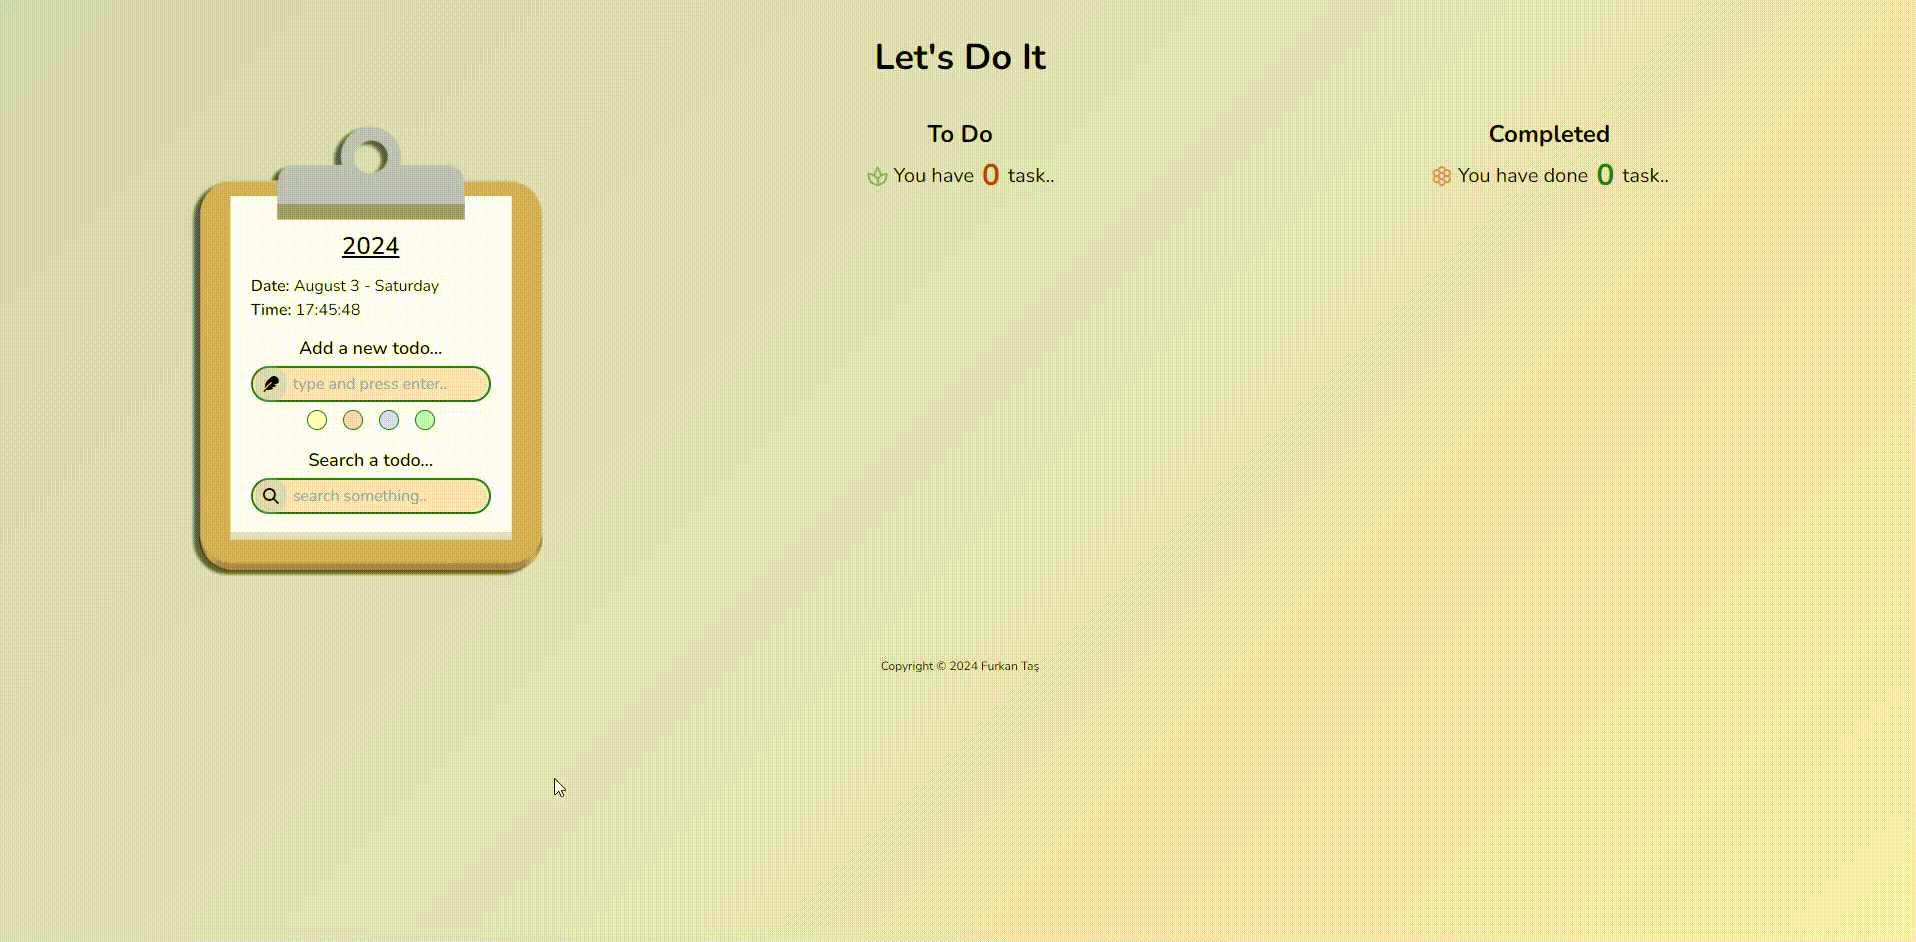 Let's Do It
2024
Date: August 3 - Saturday
Time: 17:45:48
Add a new todo...
type and press enter..
Search a todo...
search something..
To Do
You have 0 task..
Completed
You have done 0 task..
Copyright © 2024 Furkan Taş